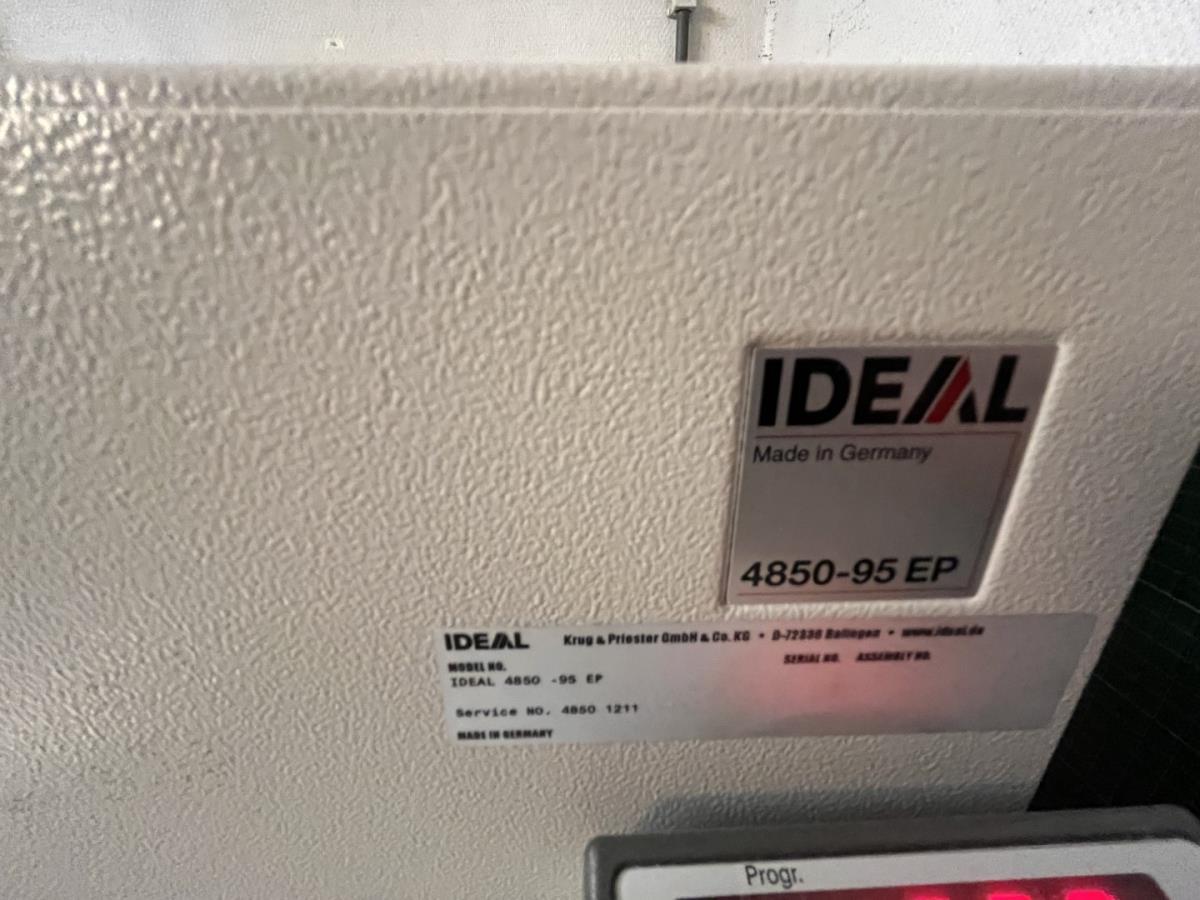 IDEAL
Made in Germany
4850-95 EP
IDEAL Krug & Priester GmbH & Co. KG • D-72336 Balingen • www.ideal.de
MODEL NO. SERIAL NO. ASSEMBLY NO.
IDEAL 4850 -95 EP
Service NO. 4850 1211
MADE IN GERMANY
Progr.